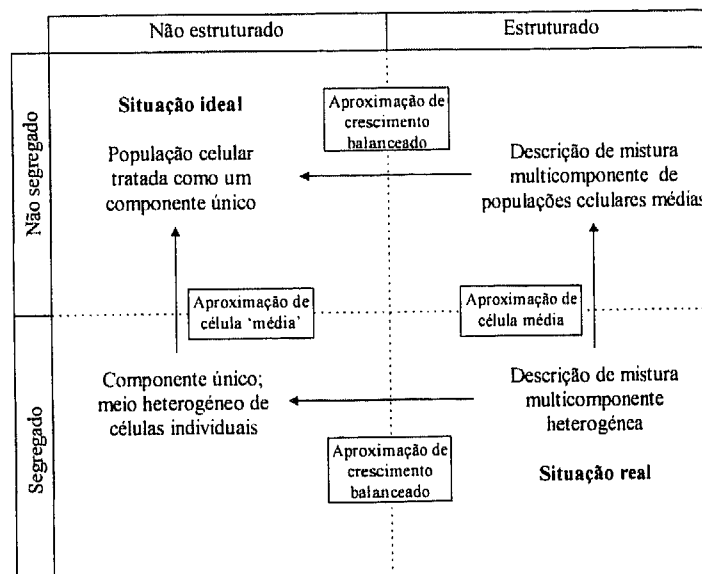 Não estruturado
Estruturado
Não segregado
Situação ideal
População celular
tratada como um
componente único
Aproximação de
crescimento
balanceado
Descrição de mistura
multicomponente de
populações celulares médias
Aproximação de
célula 'média'
Aproximação de
célula média
Segregado
Componente único;
meio heterogéneo de
células individuais
Descrição de mistura
multicomponente
heterogénea
Aproximação de
crescimento
balanceado
Situação real